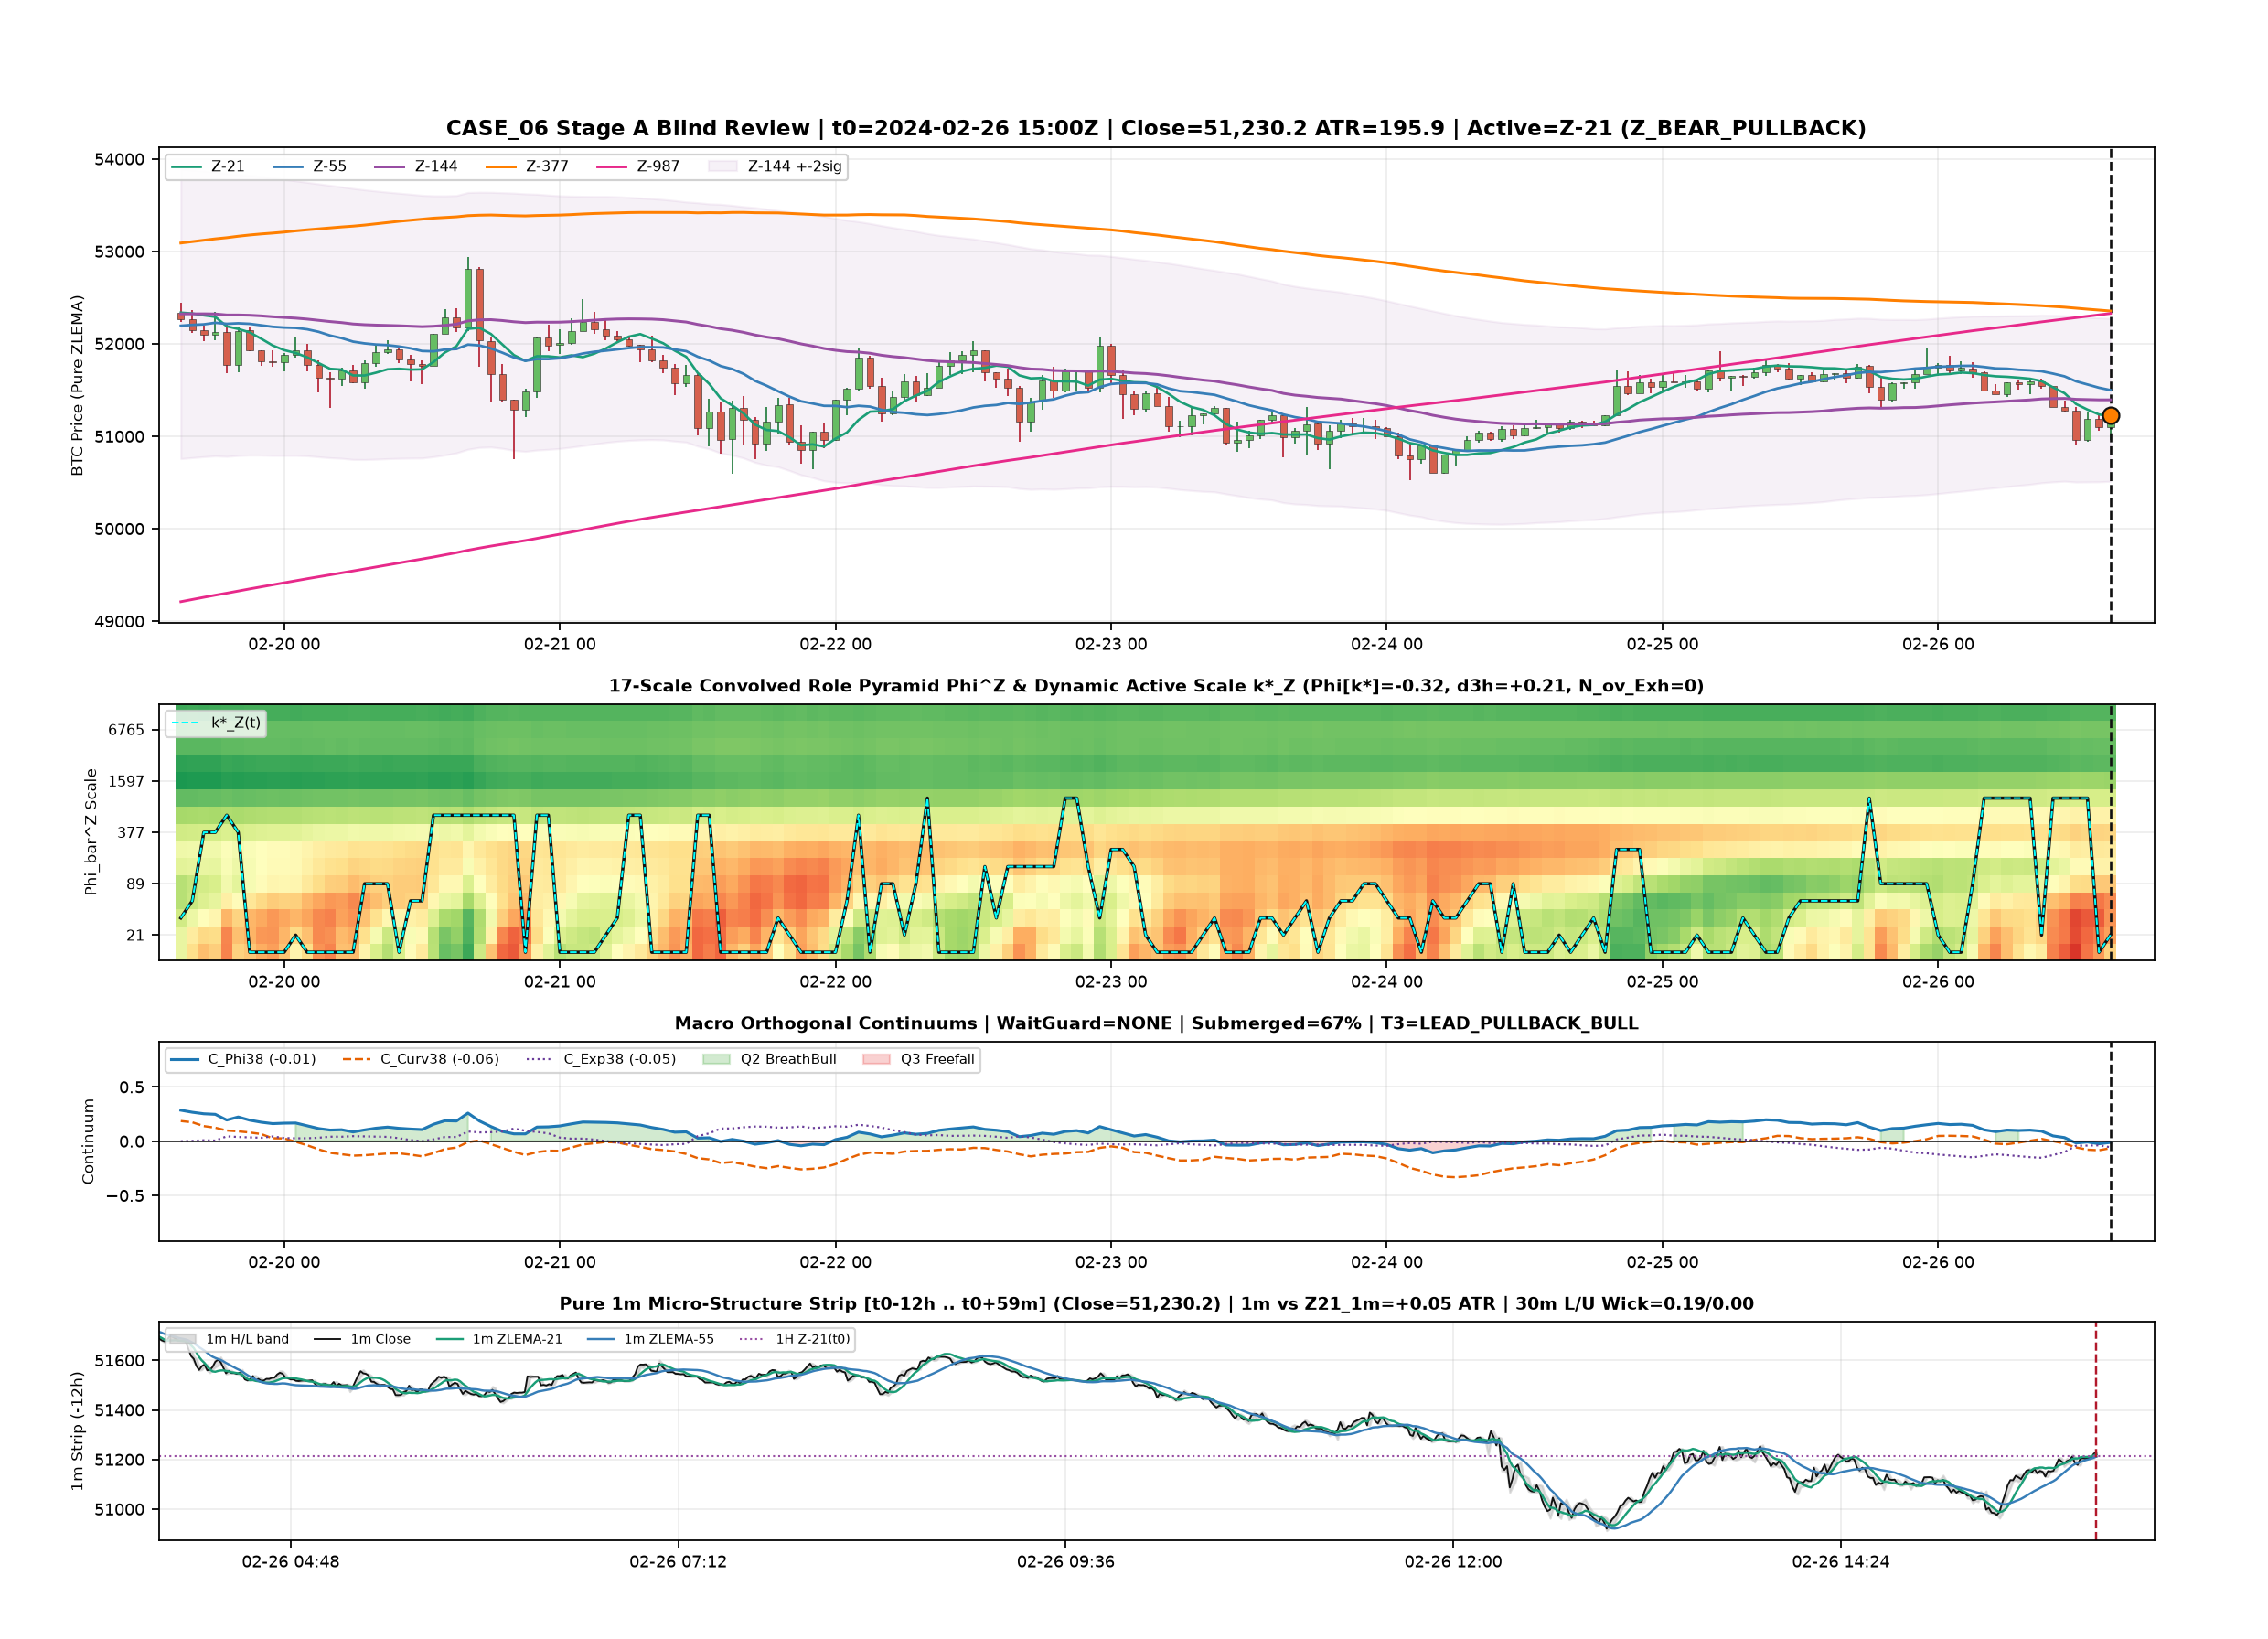 CASE_06 Stage A Blind Review | t0=2024-02-26 15:00Z | Close=51,230.2 ATR=195.9 | Active=Z-21 (Z_BEAR_PULLBACK)
Z-21 Z-55 Z-144 Z-377 Z-987 Z-144 +-2sig
BTC Price (Pure ZLEMA)
54000
53000
52000
51000
50000
49000
02-20 00 02-21 00 02-22 00 02-23 00 02-24 00 02-25 00 02-26 00
17-Scale Convolved Role Pyramid Phi^Z & Dynamic Active Scale k*_Z (Phi[k*]=-0.32, d3h=+0.21, N_ov_Exh=0)
k*_Z(t)
Phi_bar^Z Scale
6765
1597
377
89
21
02-20 00 02-21 00 02-22 00 02-23 00 02-24 00 02-25 00 02-26 00
Macro Orthogonal Continuums | WaitGuard=NONE | Submerged=67% | T3=LEAD_PULLBACK_BULL
C_Phi38 (-0.01) C_Curv38 (-0.06) C_Exp38 (-0.05) Q2 BreathBull Q3 Freefall
Continuum
0.5
0.0
−0.5
02-20 00 02-21 00 02-22 00 02-23 00 02-24 00 02-25 00 02-26 00
Pure 1m Micro-Structure Strip [t0-12h .. t0+59m] (Close=51,230.2) | 1m vs Z21_1m=+0.05 ATR | 30m L/U Wick=0.19/0.00
1m H/L band 1m Close 1m ZLEMA-21 1m ZLEMA-55 1H Z-21(t0)
1m Strip (-12h)
51600
51400
51200
51000
02-26 04:48 02-26 07:12 02-26 09:36 02-26 12:00 02-26 14:24